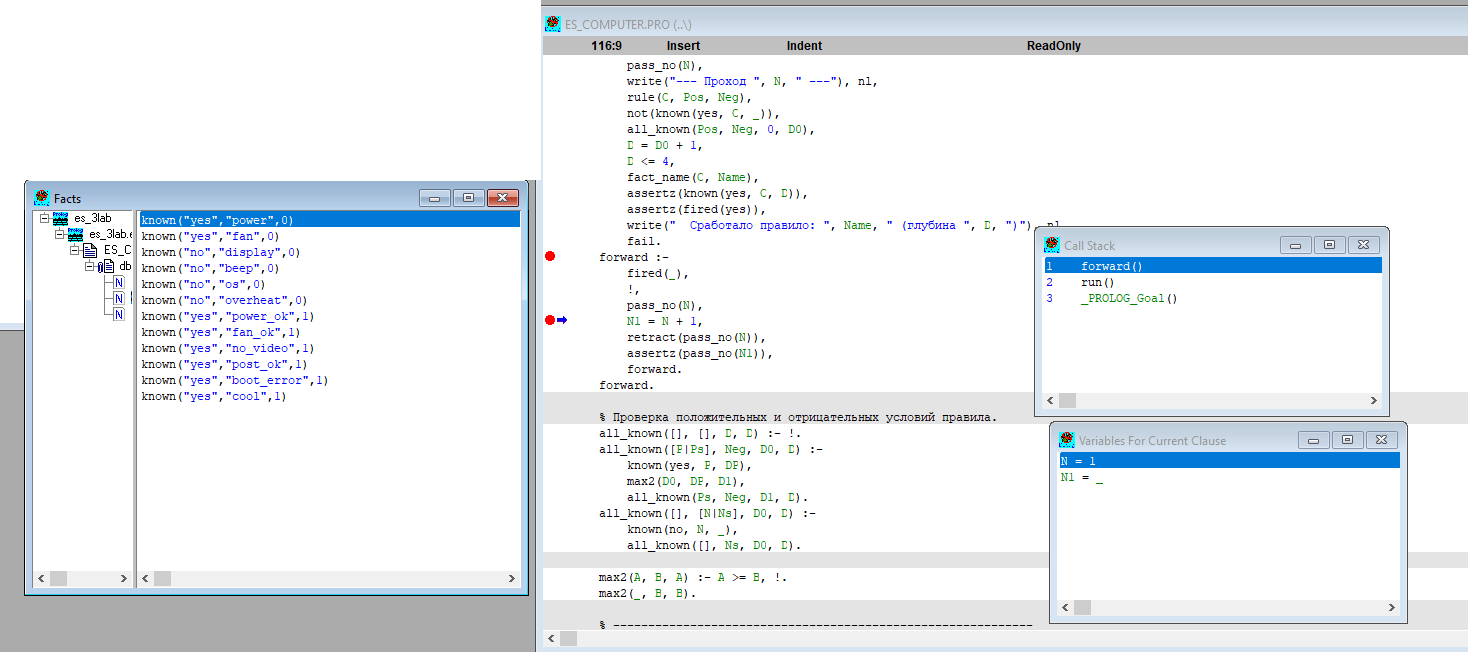 Facts
es_3lab
es_3lab.e
ES_C
db
N
N
N
known("yes","power",0)
known("yes","fan",0)
known("no","display",0)
known("no","beep",0)
known("no","os",0)
known("no","overheat",0)
known("yes","power_ok",1)
known("yes","fan_ok",1)
known("yes","no_video",1)
known("yes","post_ok",1)
known("yes","boot_error",1)
known("yes","cool",1)
ES_COMPUTER.PRO (..\)
116:9 Insert Indent ReadOnly
pass_no(N),
write("--- Проход ", N, " ---"), nl,
rule(C, Pos, Neg),
not(known(yes, C, _)),
all_known(Pos, Neg, 0, D0),
D = D0 + 1,
D <= 4,
fact_name(C, Name),
assertz(known(yes, C, D)),
assertz(fired(yes)),
write("  Сработало правило: ", Name, " (глубина ", D, ")"), nl
fail.
forward :-
fired(_),
!,
pass_no(N),
N1 = N + 1,
retract(pass_no(N)),
assertz(pass_no(N1)),
forward.
forward.
% Проверка положительных и отрицательных условий правила.
all_known([], [], D, D) :- !.
all_known([P|Ps], Neg, D0, D) :-
known(yes, P, DP),
max2(D0, DP, D1),
all_known(Ps, Neg, D1, D).
all_known([], [N|Ns], D0, D) :-
known(no, N, _),
all_known([], Ns, D0, D).
max2(A, B, A) :- A >= B, !.
max2(_, B, B).
% ------------------------------------------------------------
Call Stack
1 forward()
2 run()
3 _PROLOG_Goal()
Variables For Current Clause
N = 1
N1 = _